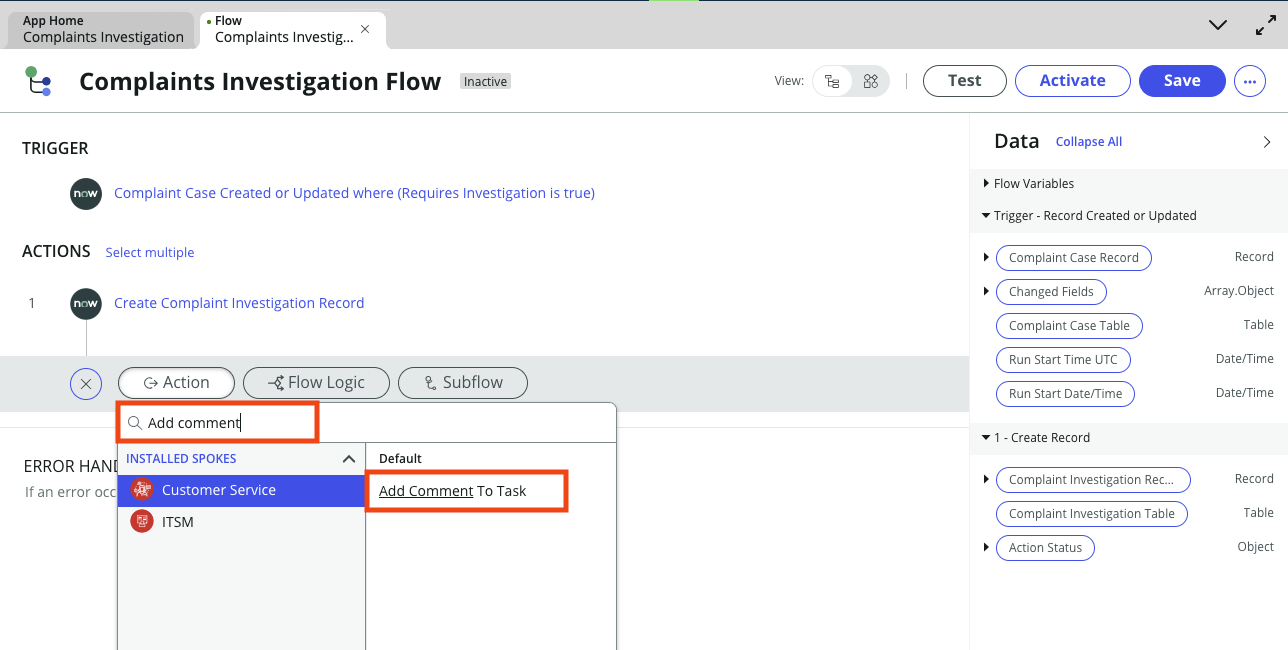 App Home
Complaints Investigation
Flow
Complaints Investig...
Complaints Investigation Flow
Inactive
View:
Test
Activate
Save
TRIGGER
now
Complaint Case Created or Updated where (Requires Investigation is true)
ACTIONS
Select multiple
1
now
Create Complaint Investigation Record
Action
Flow Logic
Subflow
Add comment
INSTALLED SPOKES
Customer Service
ITSM
Default
Add Comment To Task
ERROR HAND
If an error occ
Data
Collapse All
Flow Variables
Trigger - Record Created or Updated
Complaint Case Record
Record
Changed Fields
Array.Object
Complaint Case Table
Table
Run Start Time UTC
Date/Time
Run Start Date/Time
Date/Time
1 - Create Record
Complaint Investigation Rec...
Record
Complaint Investigation Table
Table
Action Status
Object